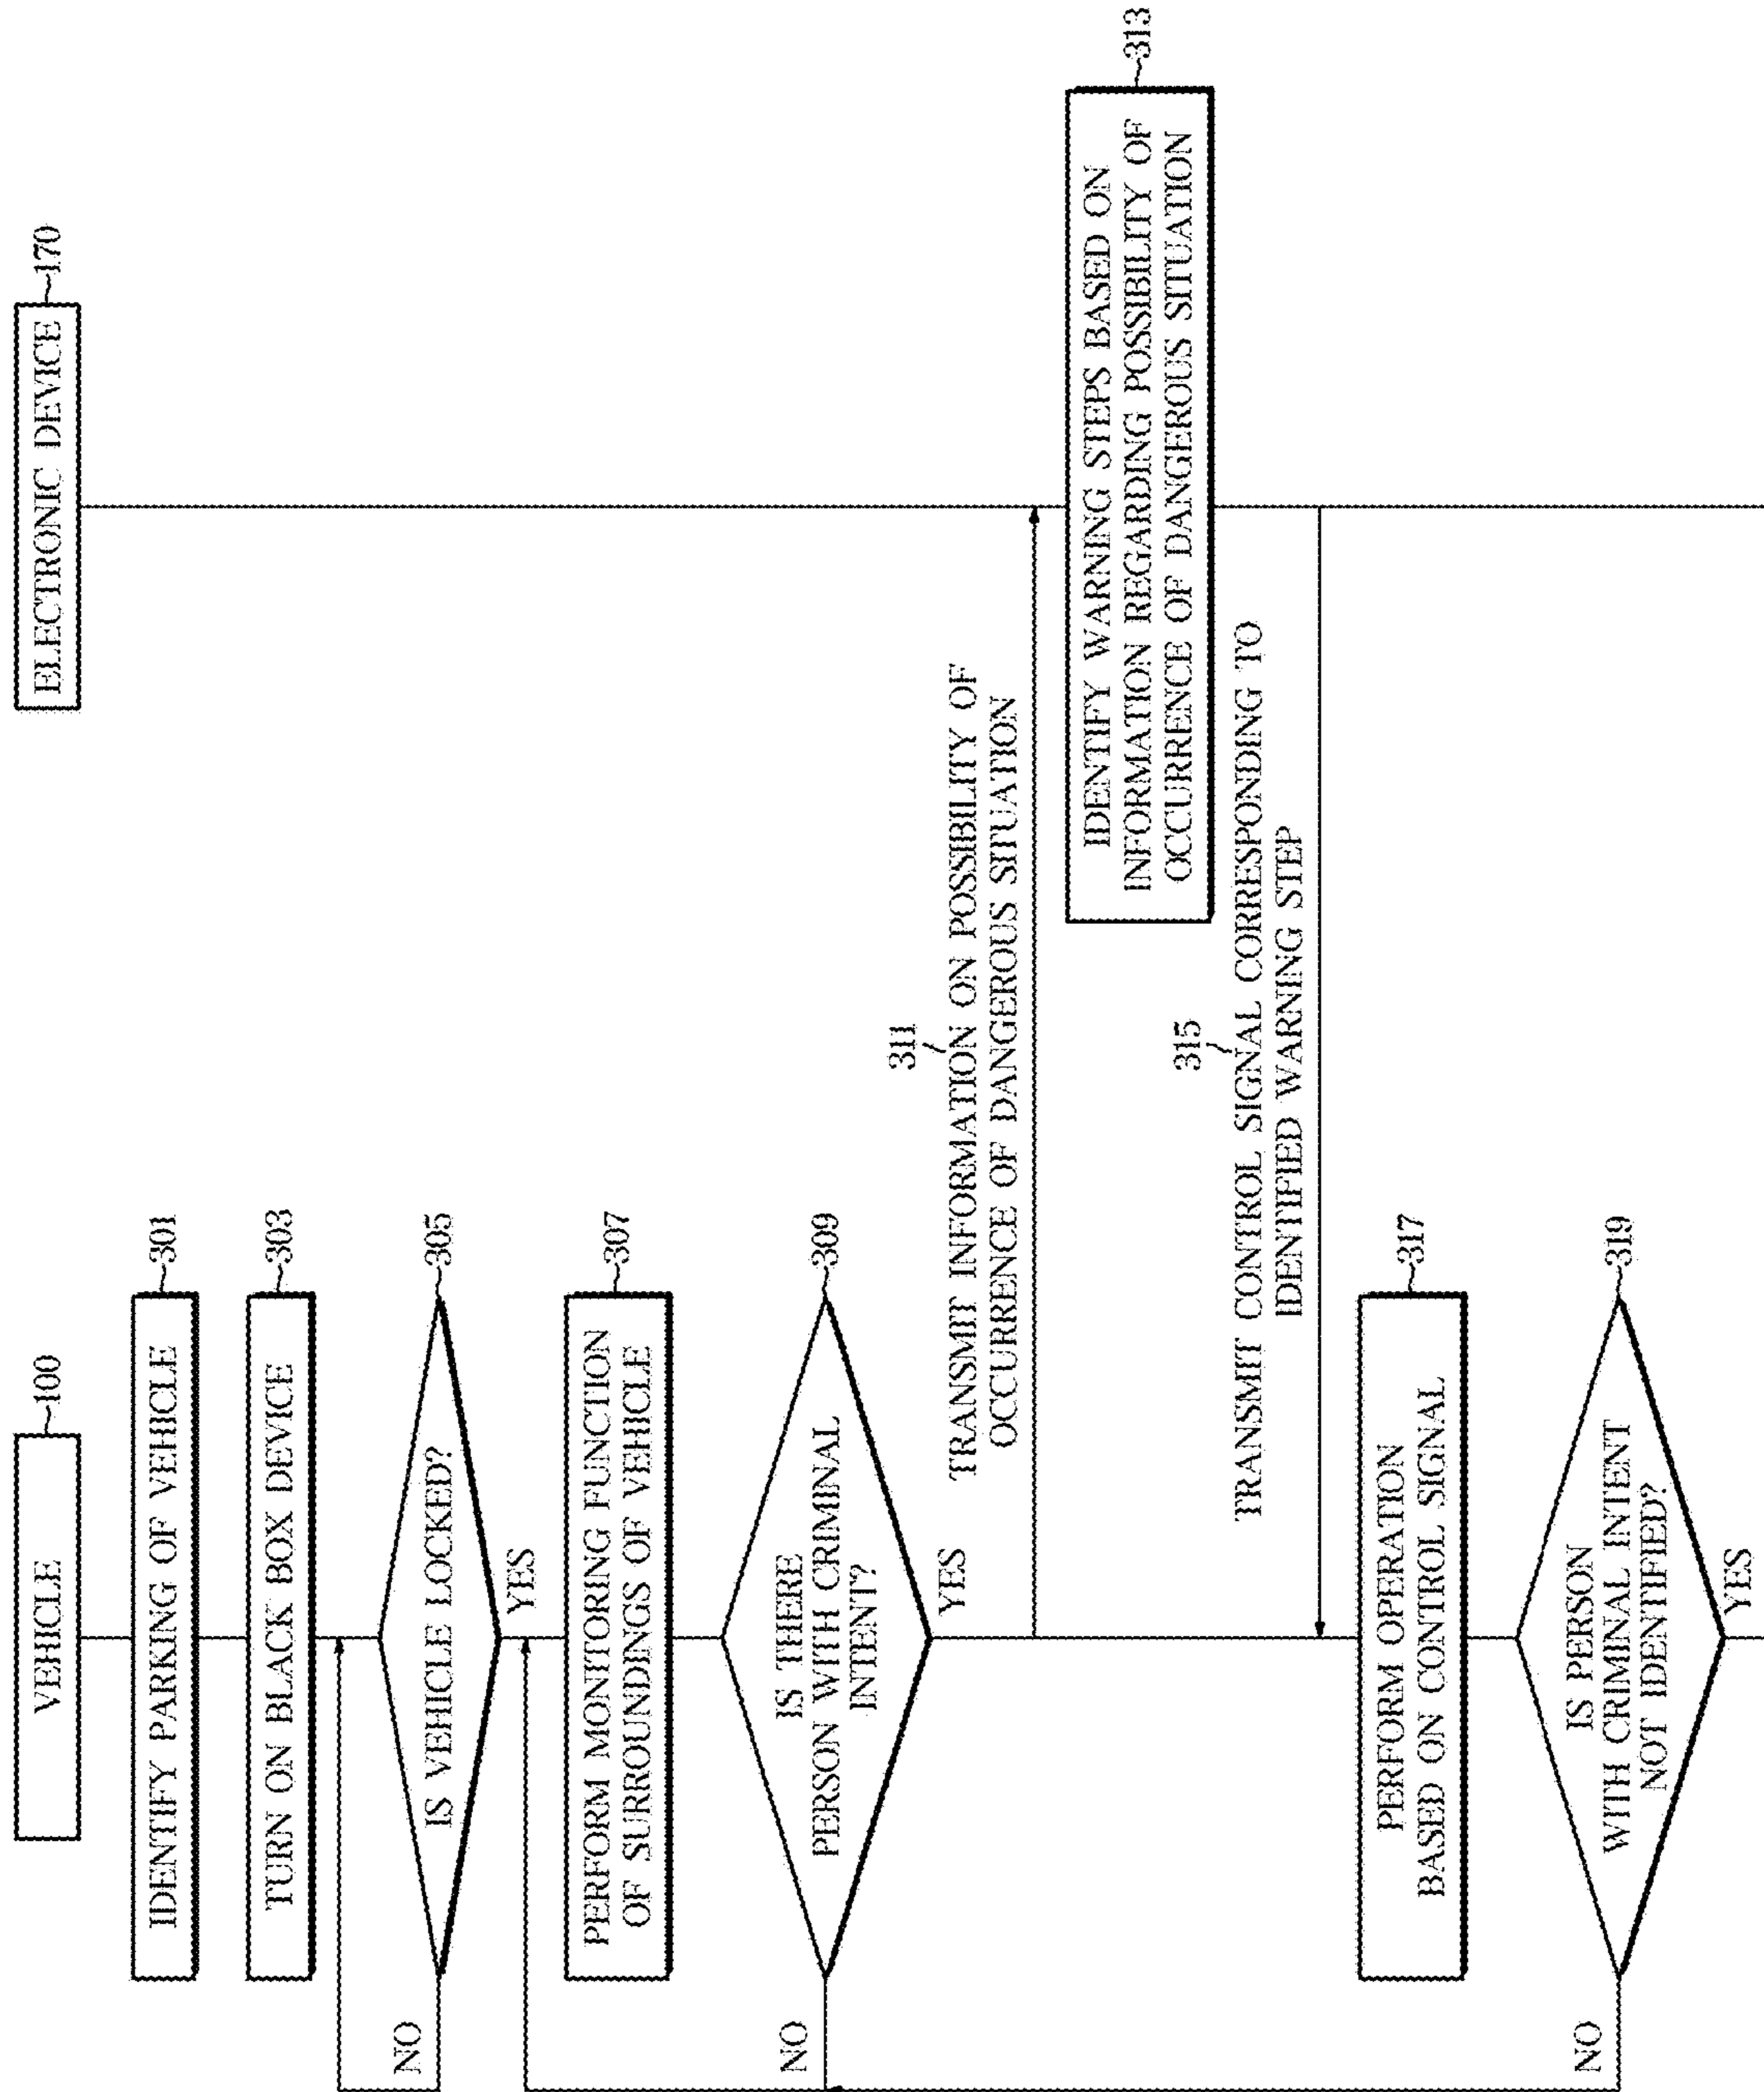 VEHICLE
100
ELECTRONIC DEVICE
170
IDENTIFY PARKING OF VEHICLE
301
TURN ON BLACK BOX DEVICE
303
IS VEHICLE LOCKED?
305
NO
YES
PERFORM MONITORING FUNCTION
OF SURROUNDINGS OF VEHICLE
307
IS THERE
PERSON WITH CRIMINAL
INTENT?
309
NO
YES
311
TRANSMIT INFORMATION ON POSSIBILITY OF
OCCURRENCE OF DANGEROUS SITUATION
IDENTIFY WARNING STEPS BASED ON
INFORMATION REGARDING POSSIBILITY OF
OCCURRENCE OF DANGEROUS SITUATION
313
315
TRANSMIT CONTROL SIGNAL CORRESPONDING TO
IDENTIFIED WARNING STEP
PERFORM OPERATION
BASED ON CONTROL SIGNAL
317
IS PERSON
WITH CRIMINAL INTENT
NOT IDENTIFIED?
319
NO
YES